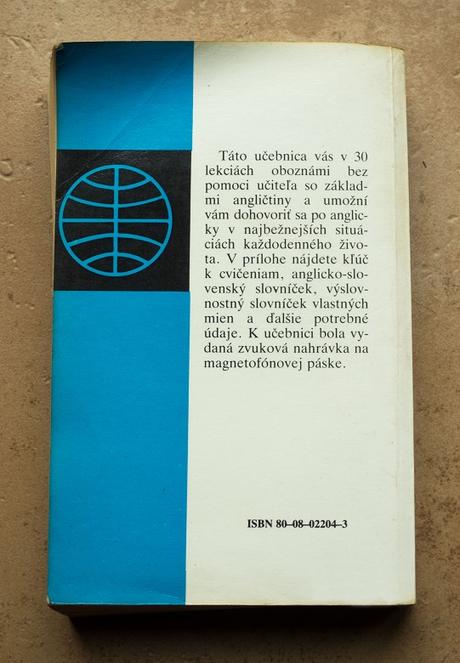 Táto učebnica vás v 30
lekciách oboznámi bez
pomoci učiteľa so základ-
mi angličtiny a umožní
vám dohovoriť sa po anglic-
ky v najbežnejších situá-
ciách každodenného živo-
ta. V prílohe nájdete kľúč
k cvičeniam, anglicko-slo-
venský slovníček, výslov-
nostný slovníček vlastných
mien a ďalšie potrebné
údaje. K učebnici bola vy-
daná zvuková nahrávka na
magnetofónovej páske.
ISBN 80–08–02204–3